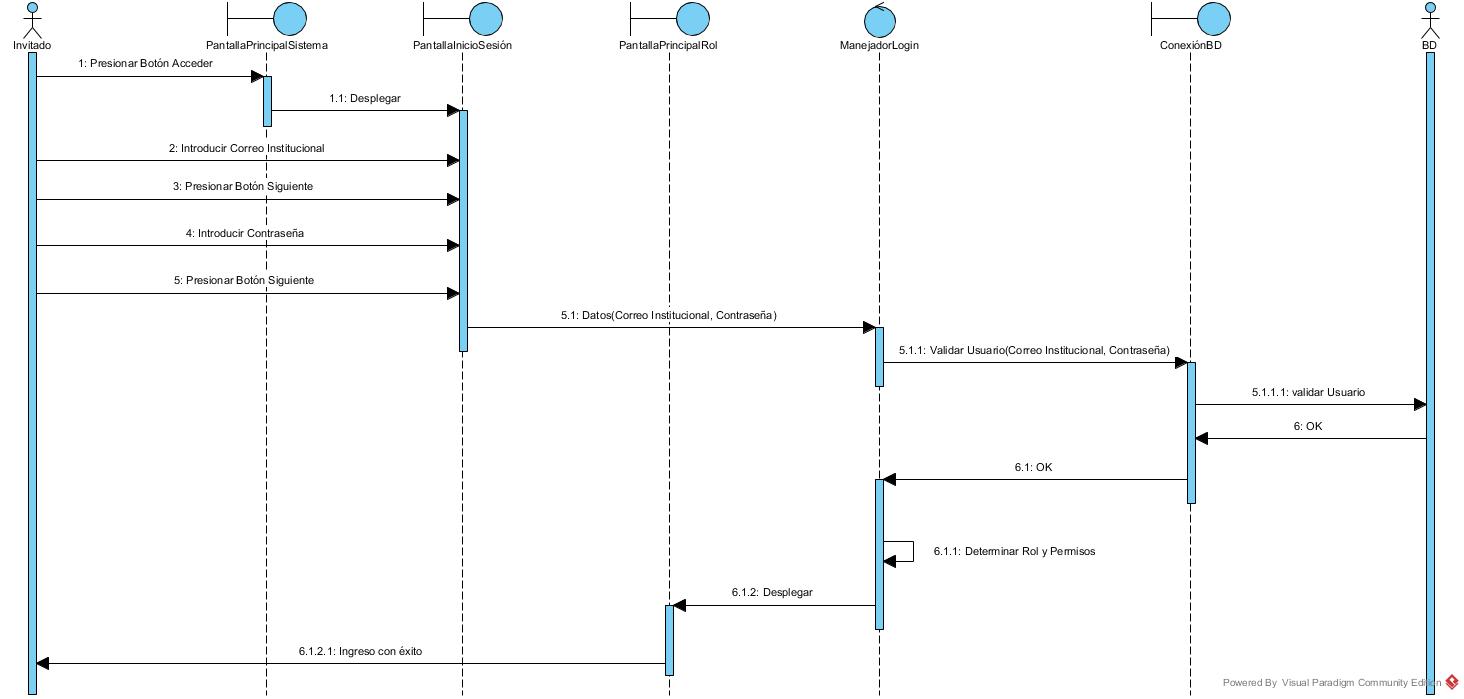 Invitado
PantallaPrincipalSistema
PantallaInicioSesión
PantallaPrincipalRol
ManejadorLogin
ConexiónBD
BD
1: Presionar Botón Acceder
1.1: Desplegar
2: Introducir Correo Institucional
3: Presionar Botón Siguiente
4: Introducir Contraseña
5: Presionar Botón Siguiente
5.1: Datos(Correo Institucional, Contraseña)
5.1.1: Validar Usuario(Correo Institucional, Contraseña)
5.1.1.1: validar Usuario
6: OK
6.1: OK
6.1.1: Determinar Rol y Permisos
6.1.2: Desplegar
6.1.2.1: Ingreso con éxito
Powered By Visual Paradigm Community Edition